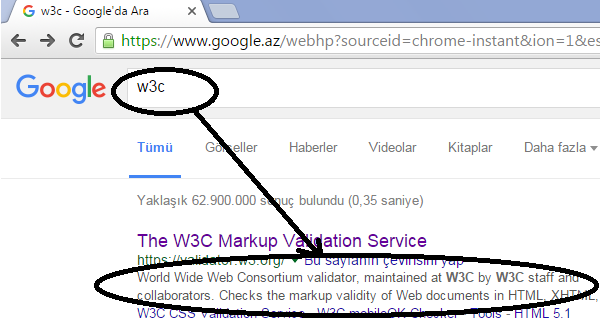 w3c - Google'da Ara
https://www.google.az/webhp?sourceid=chrome-instant&ion=1&es
Google w3c
Tümü Görseller Haberler Videolar Kitaplar Daha fazla
Yaklaşık 62.900.000 sonuç bulundu (0,35 saniye)
The W3C Markup Validation Service
https://validator.w3.org/ Bu sayfanın çevirisini yap
World Wide Web Consortium validator, maintained at W3C by W3C staff and
collaborators. Checks the markup validity of Web documents in HTML, XHTML,
W3C CSS Validation Service - W3C mobileOK Checker - Tools - HTML 5.1